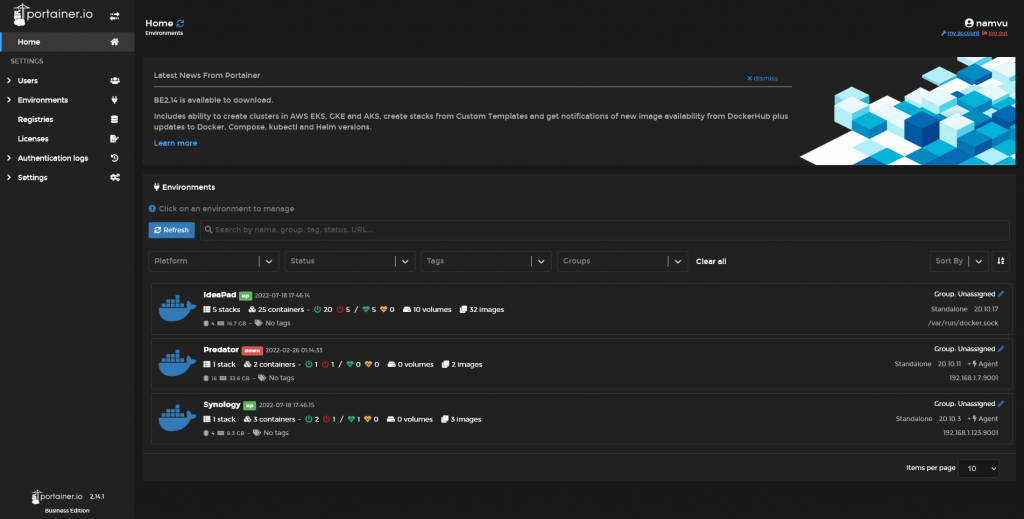 portainer.io
Home
SETTINGS
Users
Environments
Registries
Licenses
Authentication logs
Settings
portainer.io 2.14.1
Business Edition
Home
Environments
namvu
my account log out
Latest News From Portainer
× dismiss
BE2.14 is available to download.
Includes ability to create clusters in AWS EKS, GKE and AKS, create stacks from Custom Templates and get notifications of new image availability from DockerHub plus
updates to Docker, Compose, kubectl and Helm versions.
Learn more
Environments
Click on an environment to manage
Refresh
Search by name, group, tag, status, URL...
Platform Status Tags Groups Clear all Sort By
IdeaPad up 2022-07-18 17:46:14 Group: Unassigned
5 stacks 25 containers - 20 5 / 5 0 10 volumes 32 images Standalone 20.10.17
4 16.7 GB - No tags /var/run/docker.sock
Predator down 2022-02-26 01:14:33 Group: Unassigned
1 stack 2 containers - 1 1 / 0 0 0 volumes 2 images Standalone 20.10.11 + Agent
16 33.6 GB - No tags 192.168.1.7:9001
Synology up 2022-07-18 17:46:15 Group: Unassigned
1 stack 3 containers - 2 1 / 1 0 0 volumes 3 images Standalone 20.10.3 + Agent
4 8.3 GB - No tags 192.168.1.123:9001
Items per page 10